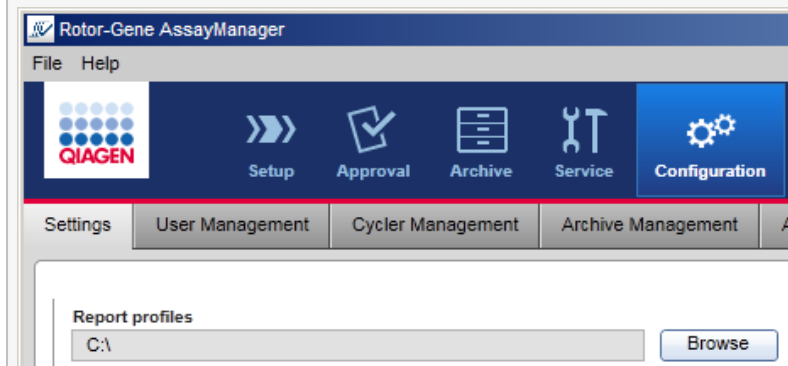 Rotor-Gene AssayManager
File Help
QIAGEN
Setup Approval Archive Service Configuration
Settings User Management Cycler Management Archive Management
Report profiles
C:\ Browse